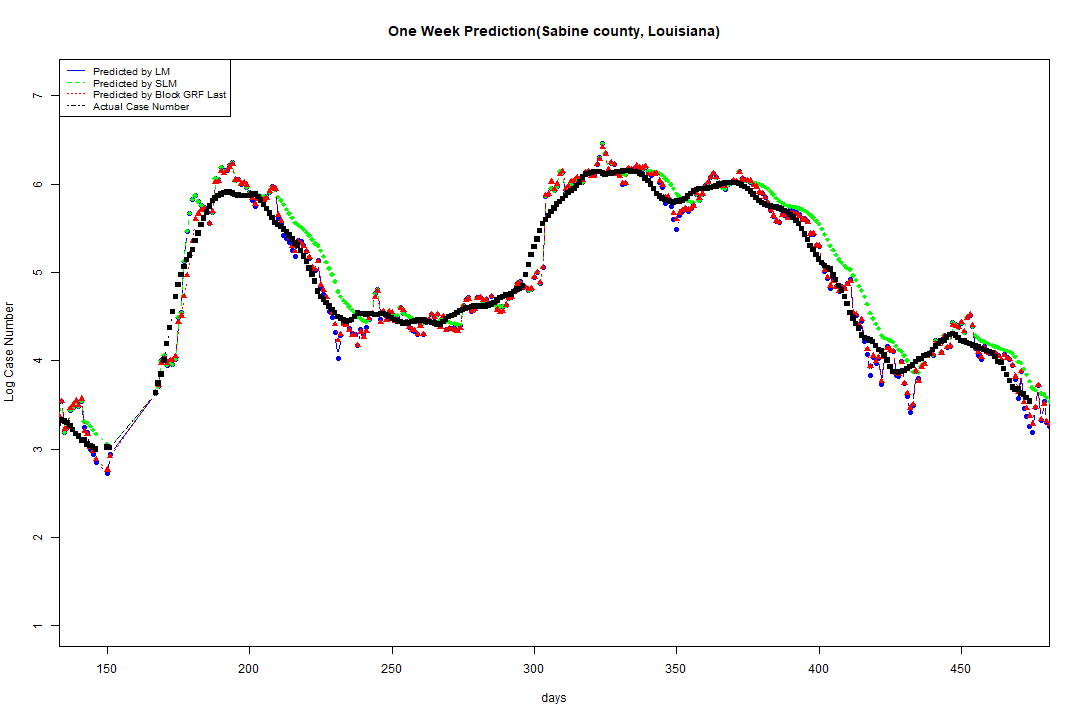 One Week Prediction(Sabine county, Louisiana)
Predicted by LM
Predicted by SLM
Predicted by Block GRF Last
Actual Case Number
7
6
5
4
3
2
1
Log Case Number
150 200 250 300 350 400 450
days